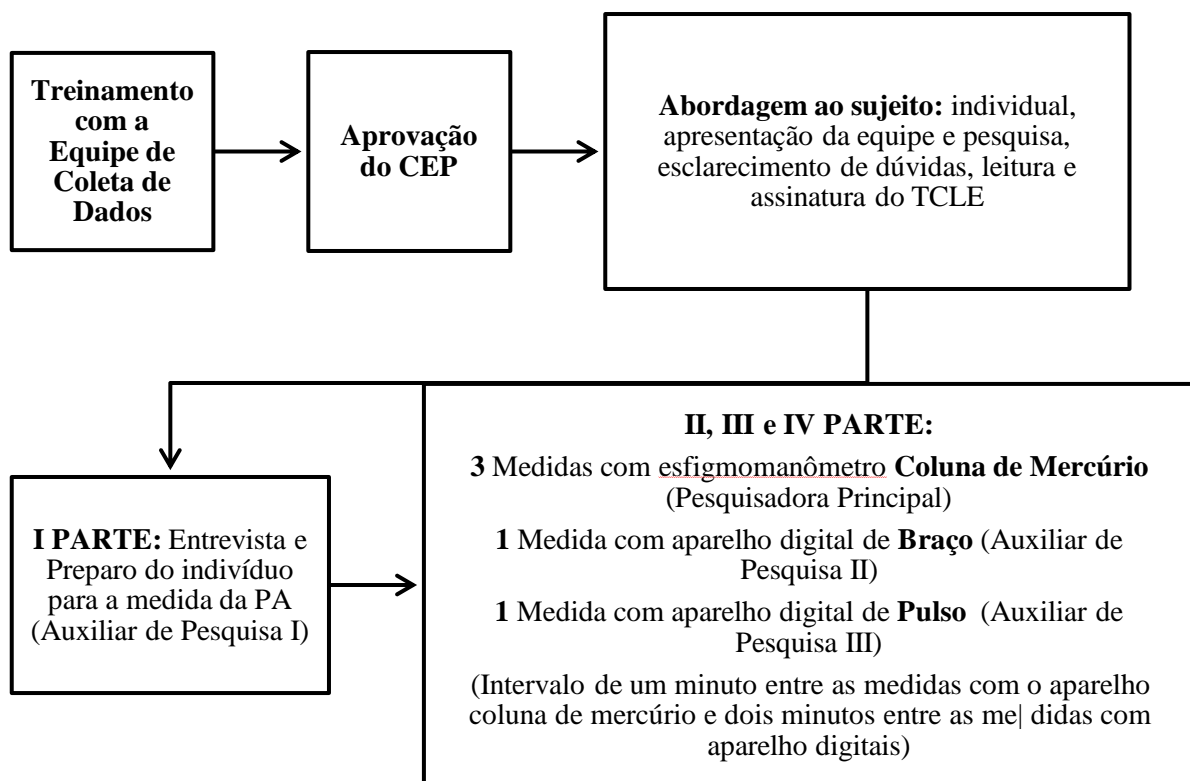 Treinamento
com a
Equipe de
Coleta de
Dados
Aprovação
do CEP
Abordagem ao sujeito: individual,
apresentação da equipe e pesquisa,
esclarecimento de dúvidas, leitura e
assinatura do TCLE
I PARTE: Entrevista e
Preparo do indivíduo
para a medida da PA
(Auxiliar de Pesquisa I)
II, III e IV PARTE:
3 Medidas com esfigmomanômetro Coluna de Mercúrio
(Pesquisadora Principal)
1 Medida com aparelho digital de Braço (Auxiliar de
Pesquisa II)
1 Medida com aparelho digital de Pulso (Auxiliar de
Pesquisa III)
(Intervalo de um minuto entre as medidas com o aparelho
coluna de mercúrio e dois minutos entre as me| didas com
aparelho digitais)